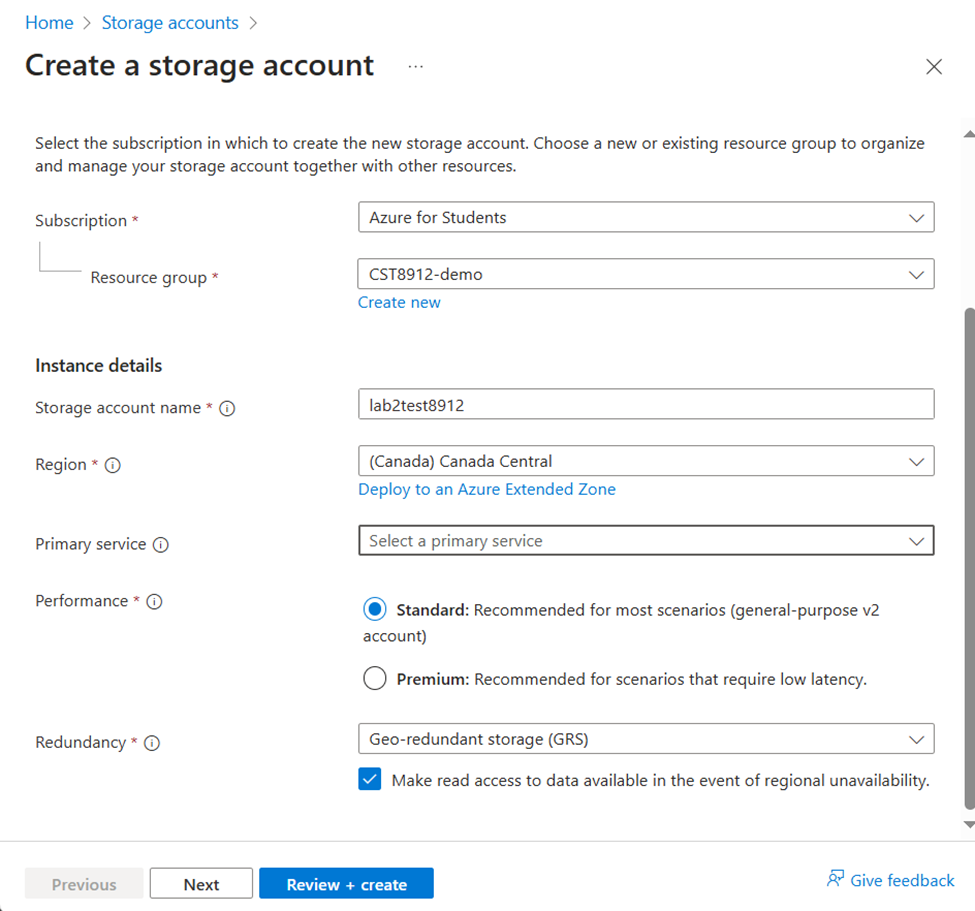 Home > Storage accounts >
Create a storage account ...
Select the subscription in which to create the new storage account. Choose a new or existing resource group to organize
and manage your storage account together with other resources.
Subscription *
Azure for Students
Resource group *
CST8912-demo
Create new
Instance details
Storage account name *
lab2test8912
Region *
(Canada) Canada Central
Deploy to an Azure Extended Zone
Primary service
Select a primary service
Performance *
Standard: Recommended for most scenarios (general-purpose v2
account)
Premium: Recommended for scenarios that require low latency.
Redundancy *
Geo-redundant storage (GRS)
Make read access to data available in the event of regional unavailability.
Previous
Next
Review + create
Give feedback